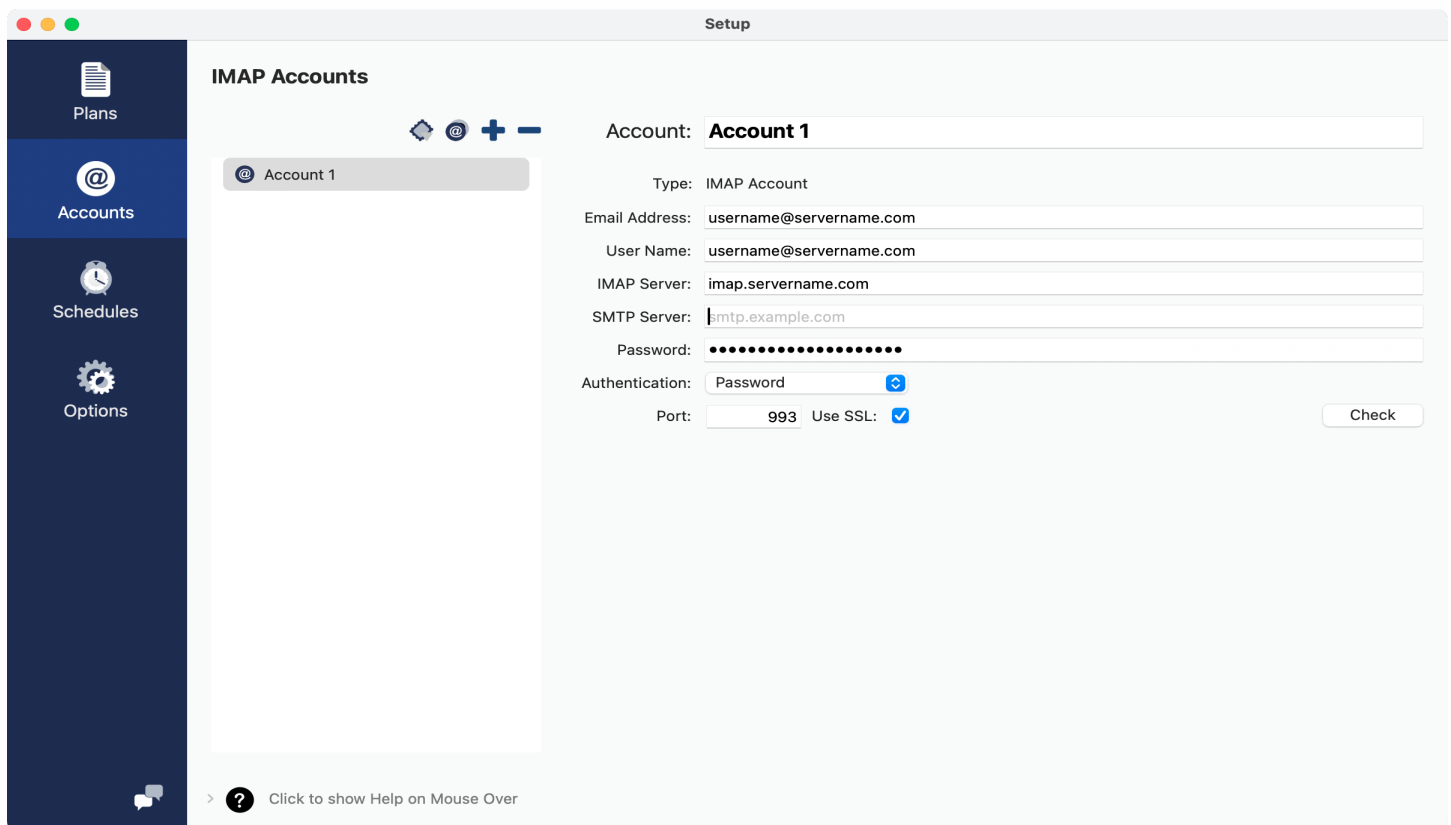 Setup
Plans
Accounts
Schedules
Options
IMAP Accounts
@ Account 1
Account: Account 1
Type: IMAP Account
Email Address: username@servername.com
User Name: username@servername.com
IMAP Server: imap.servername.com
SMTP Server: smtp.example.com
Password: ●●●●●●●●●●●●●●●●●●●●
Authentication: Password
Port: 993 Use SSL:
Check
? Click to show Help on Mouse Over